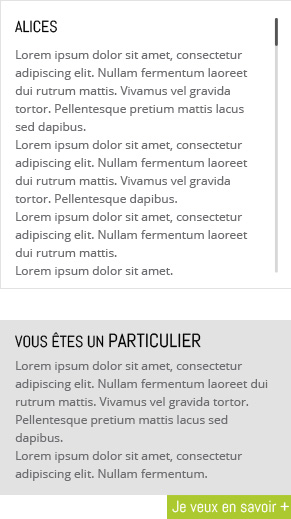 ALICES
Lorem ipsum dolor sit amet, consectetur
adipiscing elit. Nullam fermentum laoreet
dui rutrum mattis. Vivamus vel gravida
tortor. Pellentesque pretium mattis lacus
sed dapibus.
Lorem ipsum dolor sit amet, consectetur
adipiscing elit. Nullam fermentum laoreet
dui rutrum mattis. Vivamus vel gravida
tortor. Pellentesque dapibus.
Lorem ipsum dolor sit amet, consectetur
adipiscing elit. Nullam fermentum laoreet
dui rutrum mattis.
Lorem ipsum dolor sit amet.
VOUS ÊTES UN PARTICULIER
Lorem ipsum dolor sit amet, consectetur
adipiscing elit. Nullam fermentum laoreet dui
rutrum mattis. Vivamus vel gravida tortor.
Pellentesque pretium mattis lacus sed
dapibus.
Lorem ipsum dolor sit amet, consectetur
adipiscing elit. Nullam fermentum.
Je veux en savoir +